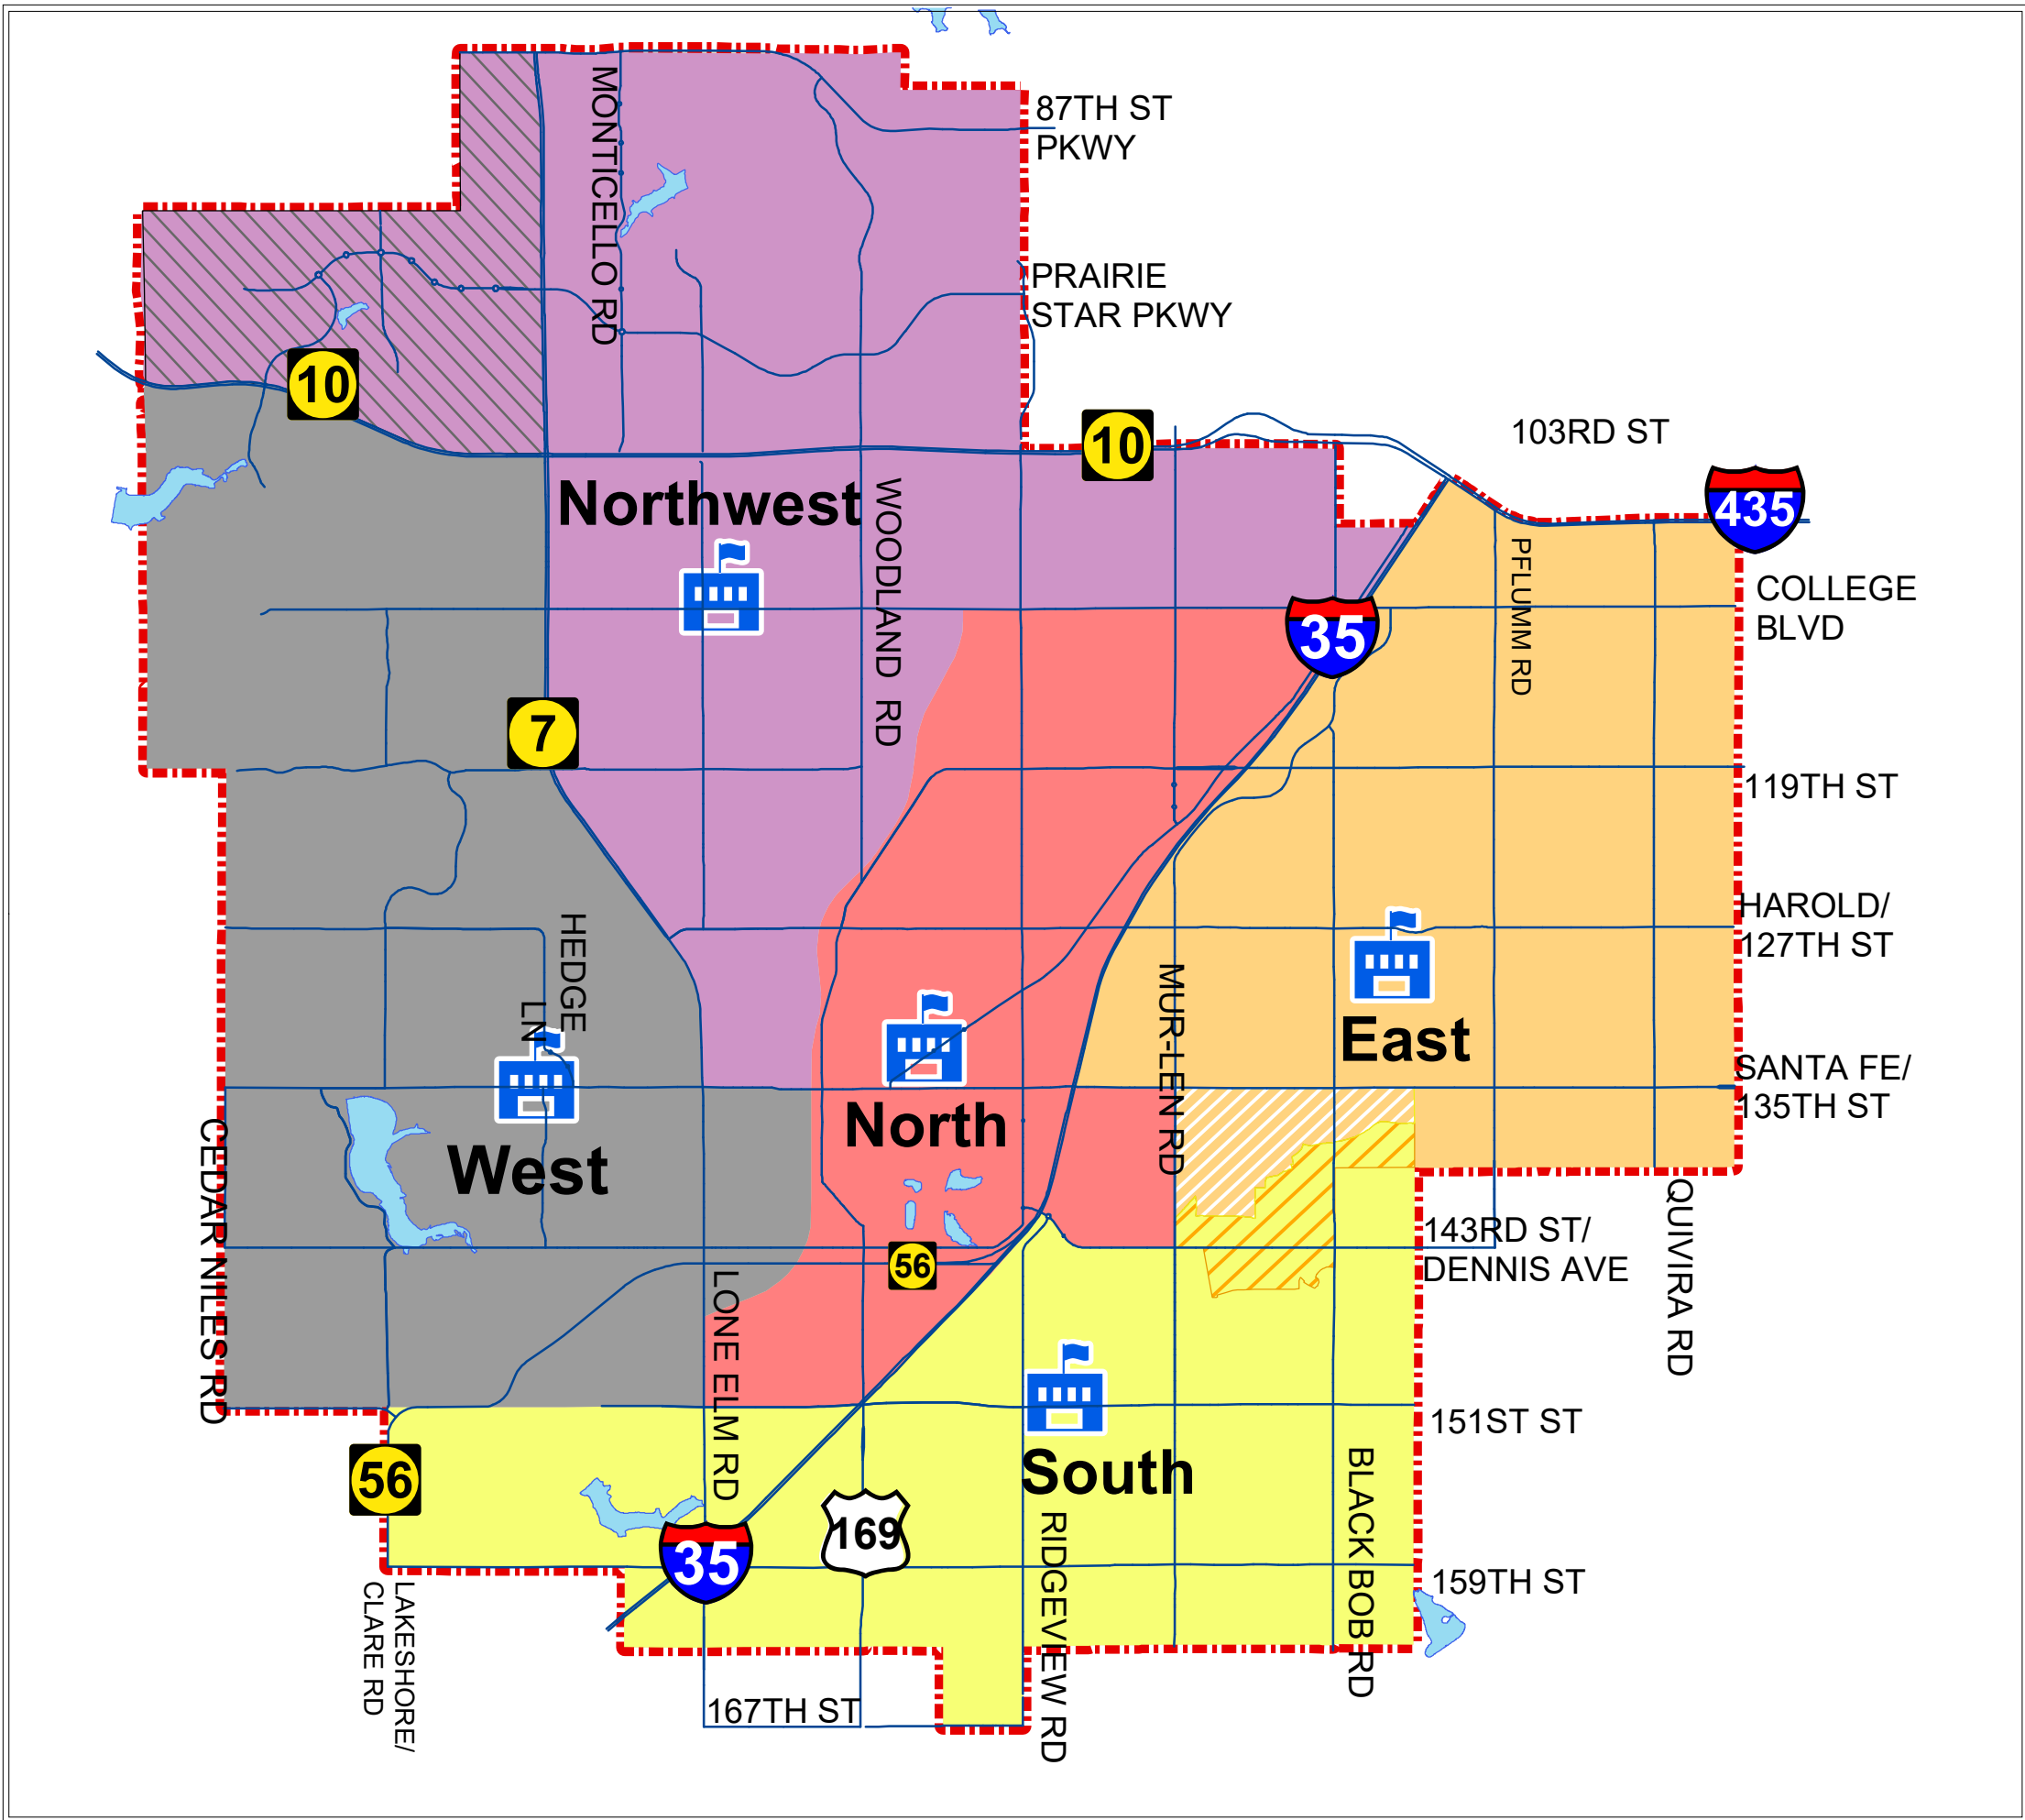 MONTICELLO RD
87TH ST
PKWY
PRAIRIE
STAR PKWY
10
10
103RD ST
435
Northwest
WOODLAND RD
PFLUMM RD
COLLEGE
BLVD
35
7
119TH ST
HAROLD/
127TH ST
HEDGE
LN
MUR-LEN RD
East
SANTA FE/
135TH ST
North
West
CEDAR NILES RD
QUIVIRA RD
143RD ST/
DENNIS AVE
56
LONE ELM RD
151ST ST
South
BLACK BOB RD
56
169
35
RIDGEVIEW RD
159TH ST
LAKESHORE/
CLARE RD
167TH ST